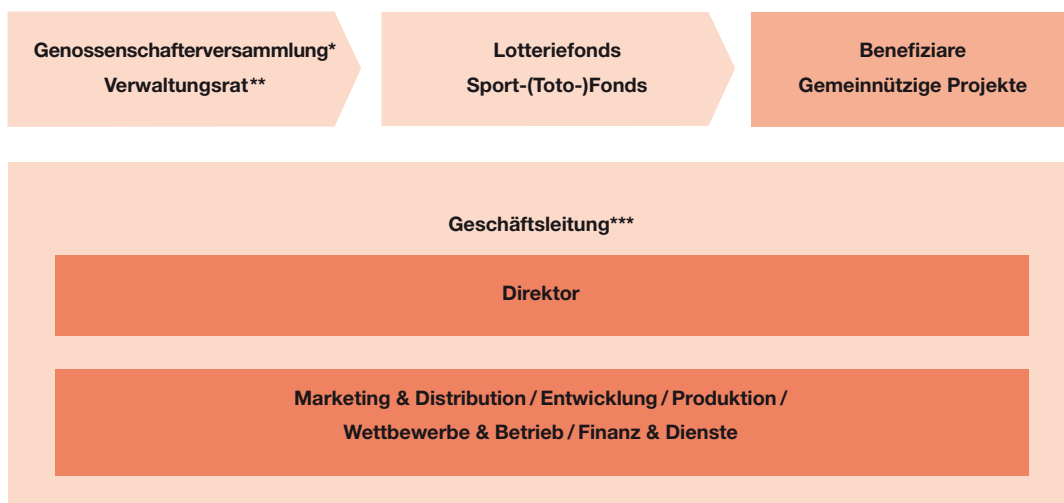 Genossenschafterversammlung*
Verwaltungsrat**
Lotteriefonds
Sport-(Toto-)Fonds
Benefiziare
Gemeinnützige Projekte
Geschäftsleitung***
Direktor
Marketing & Distribution / Entwicklung / Produktion /
Wettbewerbe & Betrieb / Finanz & Dienste